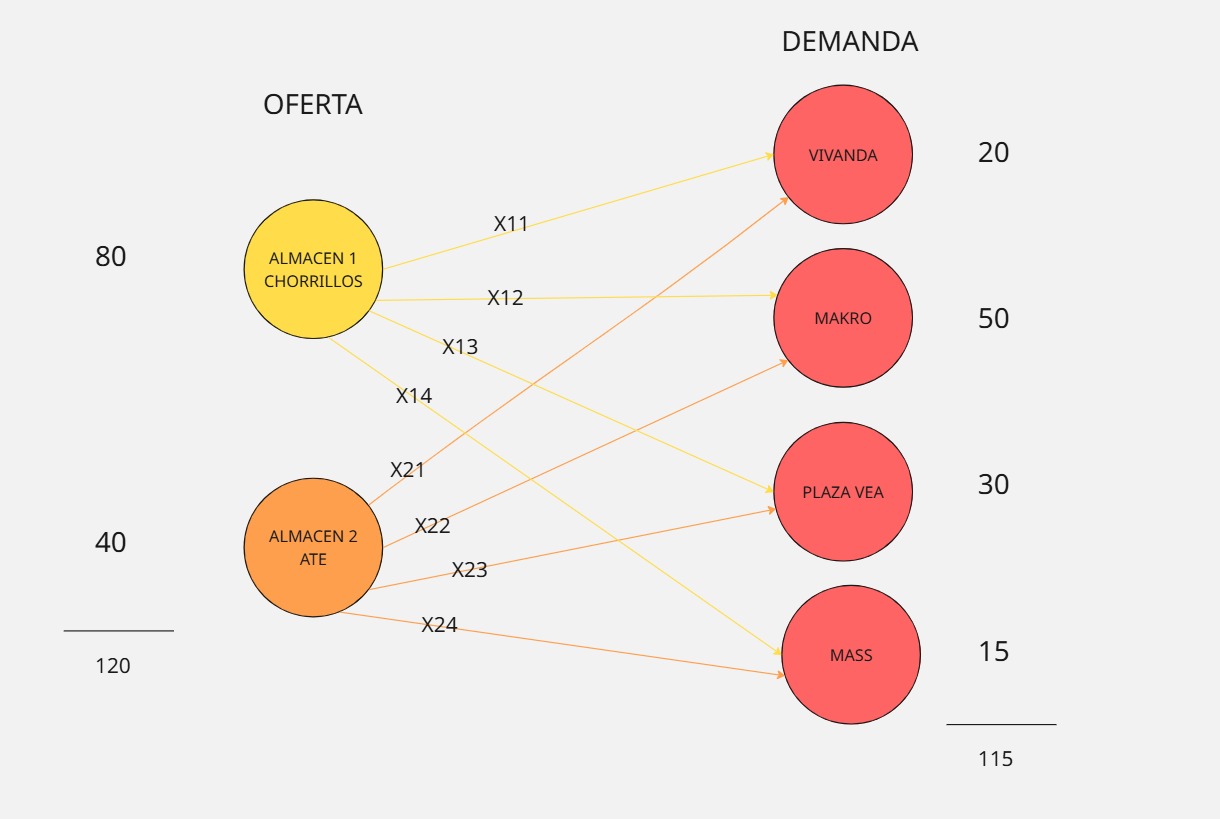 DEMANDA
OFERTA
VIVANDA
20
X11
80
ALMACEN 1
CHORRILLOS
X12
MAKRO
50
X13
X14
X21
PLAZA VEA
30
X22
40
ALMACEN 2
ATE
X23
X24
MASS
15
120
115